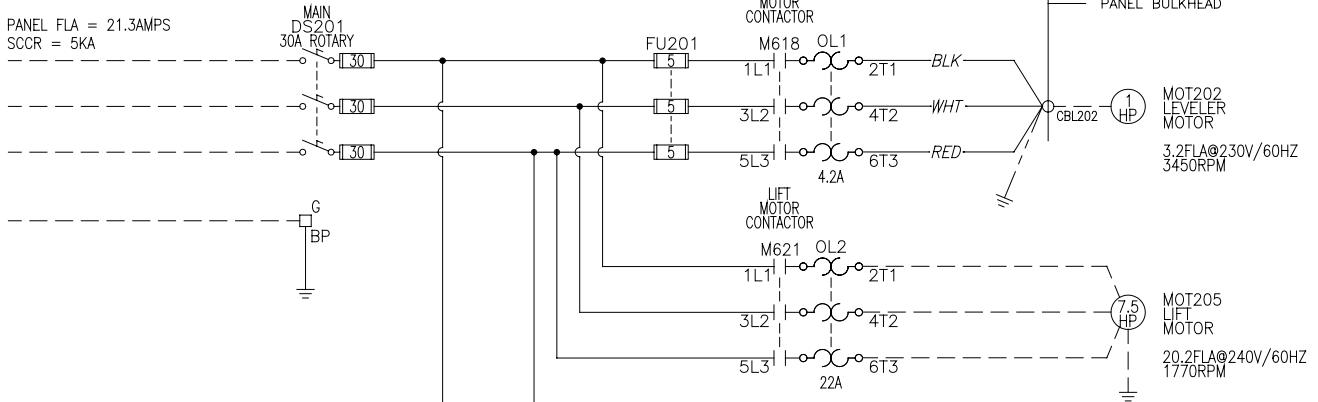 PANEL FLA = 21.3AMPS
SCCR = 5KA
MAIN
DS201
30A ROTARY
30
30
30
G
BP
FU201
5
5
5
MOTOR
CONTACTOR
M618
OL1
1L1
2T1
BLK
3L2
4T2
WHT
5L3
6T3
RED
4.2A
PANEL BULKHEAD
CBL202
1
HP
MOT202
LEVELER
MOTOR
3.2FLA@230V/60HZ
3450RPM
LIFT
MOTOR
CONTACTOR
M621
OL2
1L1
2T1
3L2
4T2
5L3
6T3
22A
7.5
HP
MOT205
LIFT
MOTOR
20.2FLA@240V/60HZ
1770RPM